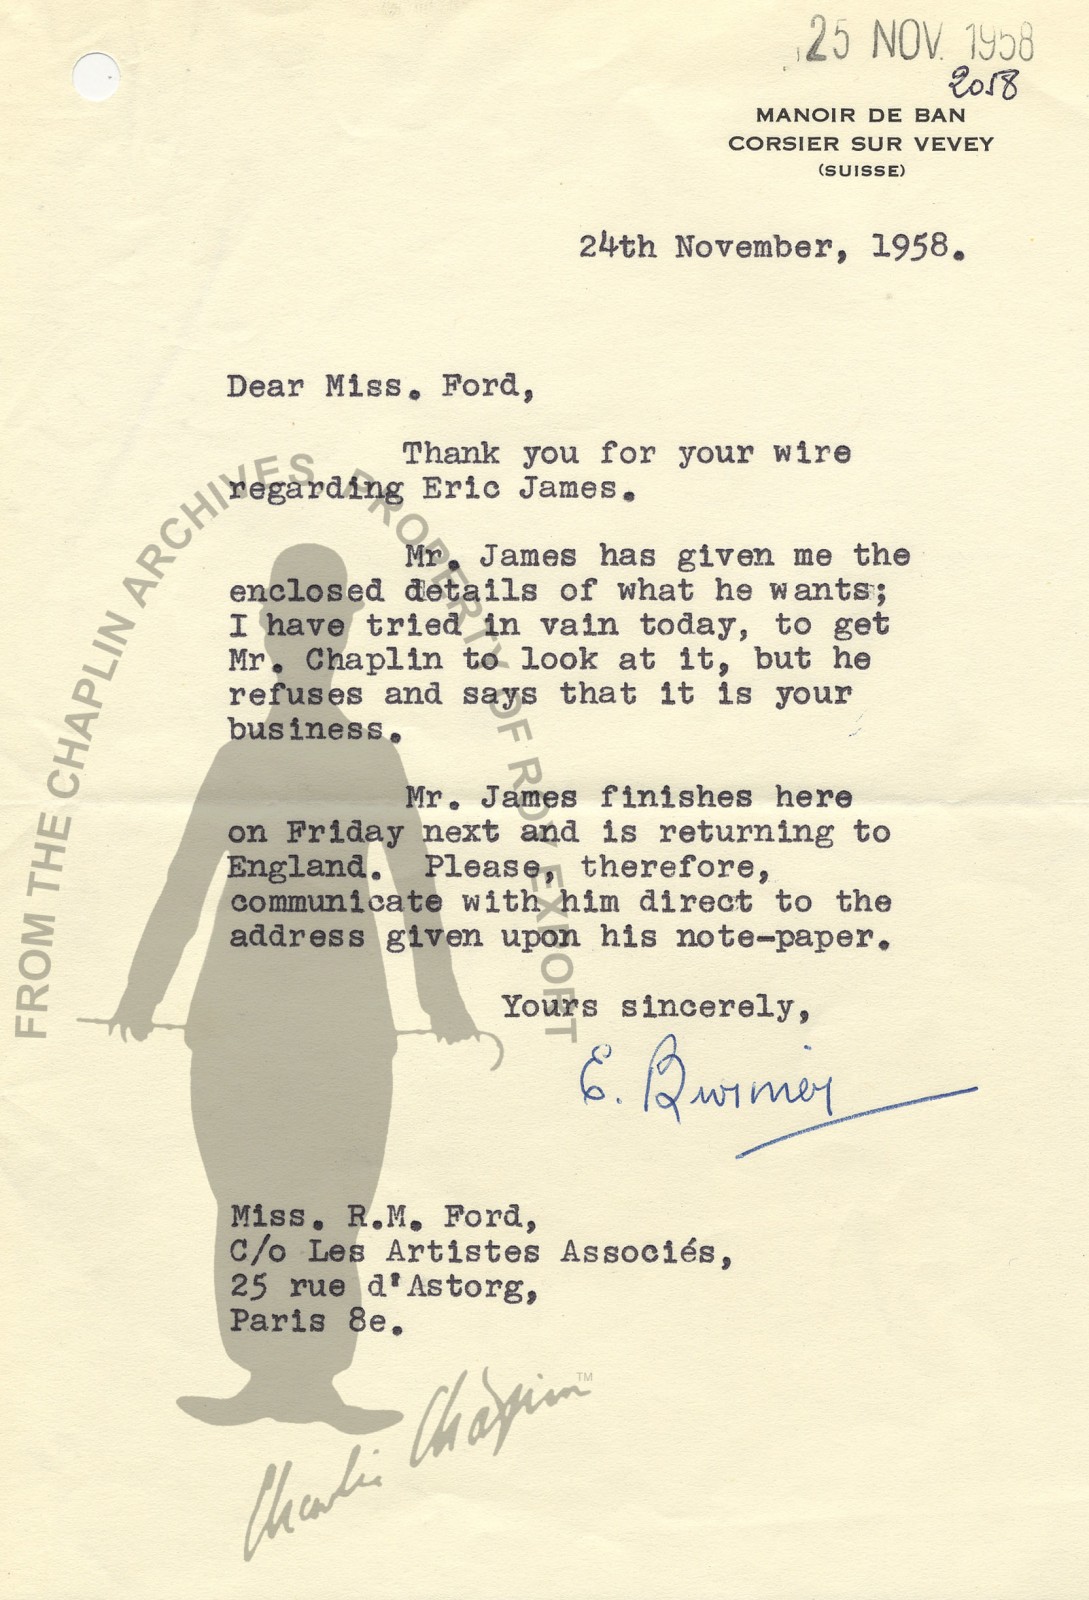 25 NOV. 1958
2058
MANOIR DE BAN
CORSIER SUR VEVEY
(SUISSE)
24th November, 1958.
Dear Miss. Ford,
Thank you for your wire
regarding Eric James.
Mr. James has given me the
enclosed details of what he wants;
I have tried in vain today, to get
Mr. Chaplin to look at it, but he
refuses and says that it is your
business.
Mr. James finishes here
on Friday next and is returning to
England. Please, therefore,
communicate with him direct to the
address given upon his note-paper.
Yours sincerely,
E.
Miss. R.M. Ford,
C/o Les Artistes Associés,
25 rue d'Astorg,
Paris 8e.
FROM THE CHAPLIN ARCHIVES PROPERTY OF ROY EXPORT
Charlie Chaplin™